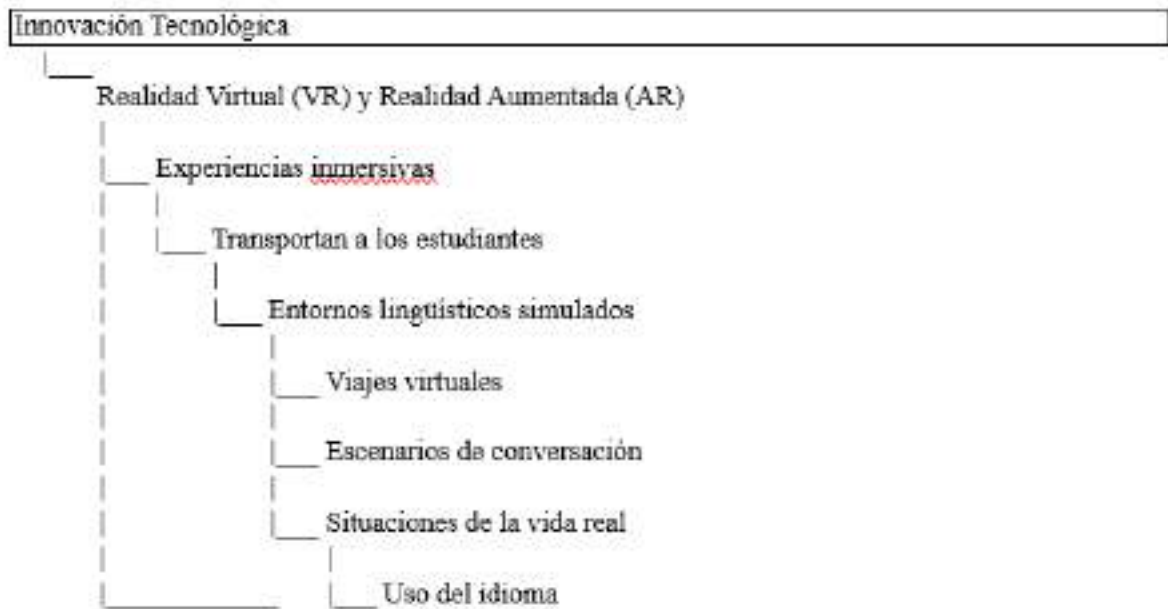 Innovación Tecnológica
Realidad Virtual (VR) y Realidad Aumentada (AR)
Experiencias inmersivas
Transportan a los estudiantes
Entornos lingüísticos simulados
Viajes virtuales
Escenarios de conversación
Situaciones de la vida real
Uso del idioma